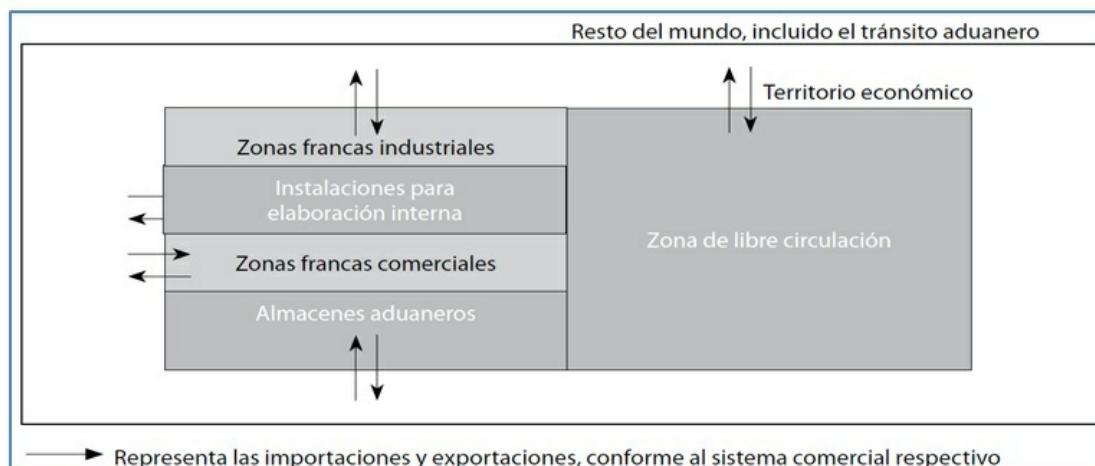 Resto del mundo, incluido el tránsito aduanero
Territorio económico
Zonas francas industriales
Instalaciones para
elaboración interna
Zona de libre circulación
Zonas francas comerciales
Almacenes aduaneros
Representa las importaciones y exportaciones, conforme al sistema comercial respectivo